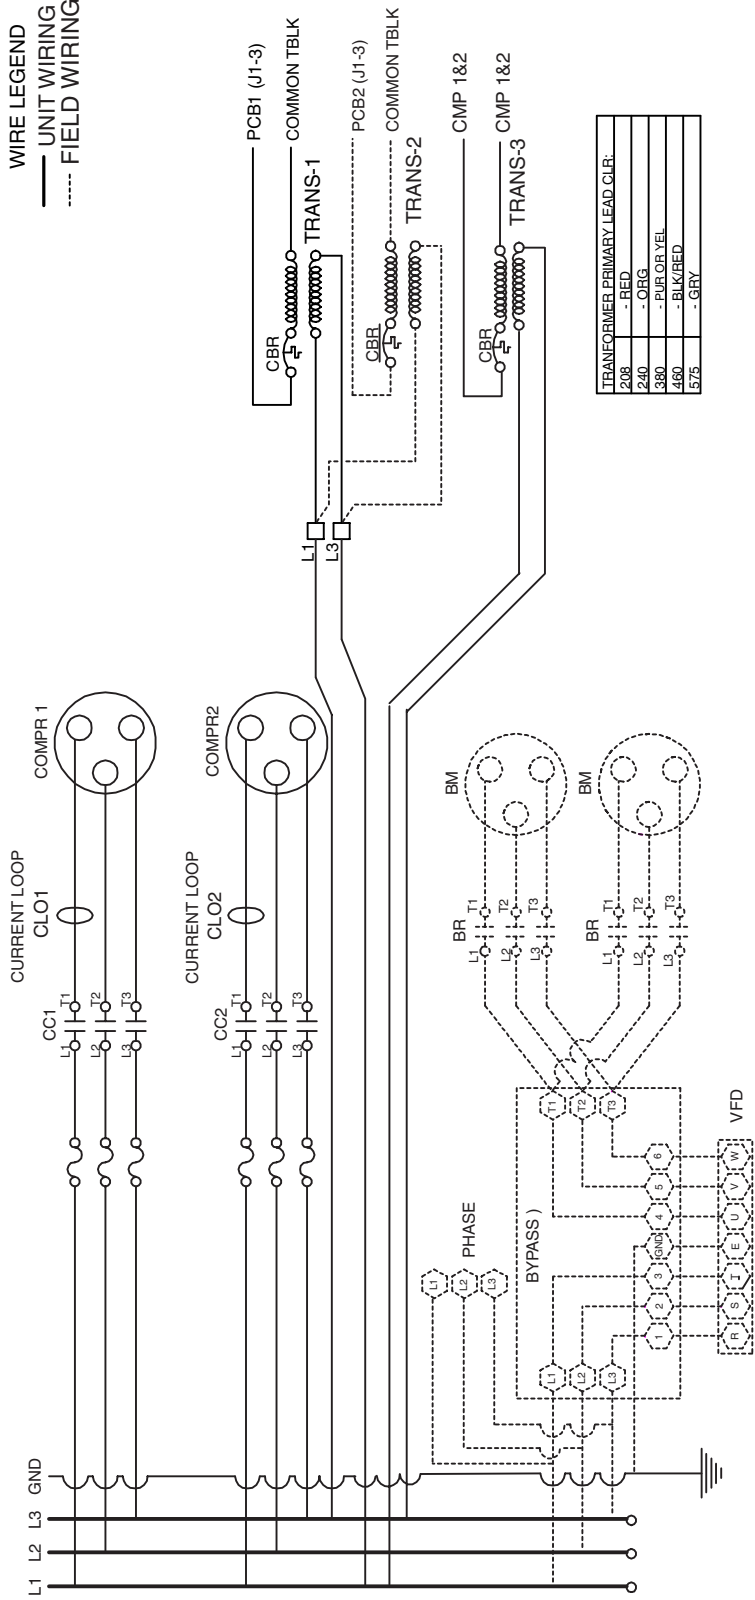 WIRE LEGEND
UNIT WIRING
FIELD WIRING
PCB1 (J1-3)
COMMON TBLK
PCB2 (J1-3)
COMMON TBLK
CMP 1&2
CMP 1&2
CBR
TRANS-1
CBR
TRANS-2
CBR
TRANS-3
L1
L3
TRANFORMER PRIMARY LEAD CLR:
208 - RED
240 - ORG
380 - PUR OR YEL
460 - BLK/RED
575 - GRY
COMPR 1
CURRENT LOOP
CLO1
CC1
L1 T1
L2 T2
L3 T3
COMPR2
CURRENT LOOP
CLO2
CC2
L1 T1
L2 T2
L3 T3
BM
BR
L1 T1
L2 T2
L3 T3
BM
BR
L1 T1
L2 T2
L3 T3
PHASE
L1
L2
L3
BYPASS )
L1 T1
L2 T2
L3 T3
1 2 3 GND 4 5 6
R S T E U V W
VFD
GND
L3
L2
L1